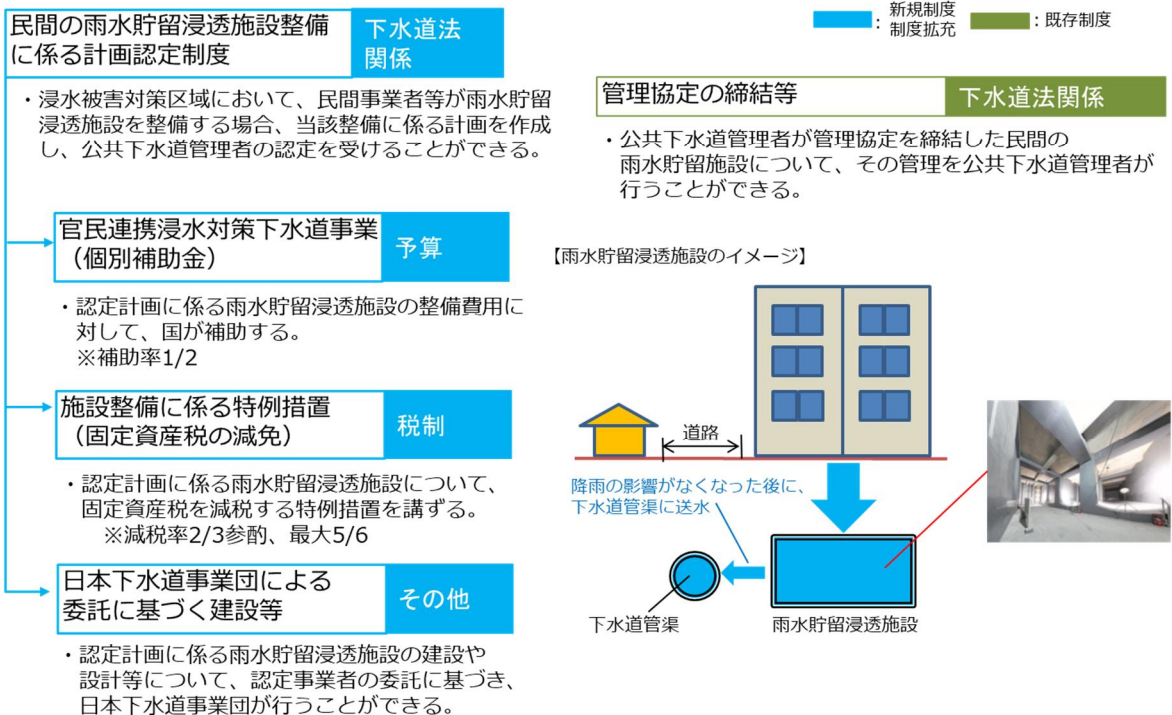 民間の雨水貯留浸透施設整備
に係る計画認定制度
下水道法
関係
・浸水被害対策区域において、民間事業者等が雨水貯留
浸透施設を整備する場合、当該整備に係る計画を作成
し、公共下水道管理者の認定を受けることができる。
官民連携浸水対策下水道事業
（個別補助金）
予算
・認定計画に係る雨水貯留浸透施設の整備費用に
対して、国が補助する。
※補助率1/2
施設整備に係る特例措置
（固定資産税の減免）
税制
・認定計画に係る雨水貯留浸透施設について、
固定資産税を減税する特例措置を講ずる。
※減税率2/3参酌、最大5/6
日本下水道事業団による
委託に基づく建設等
その他
・認定計画に係る雨水貯留浸透施設の建設や
設計等について、認定事業者の委託に基づき、
日本下水道事業団が行うことができる。
：新規制度
制度拡充
：既存制度
管理協定の締結等
下水道法関係
・公共下水道管理者が管理協定を締結した民間の
雨水貯留施設について、その管理を公共下水道管理者が
行うことができる。
【雨水貯留浸透施設のイメージ】
道路
降雨の影響がなくなった後に、
下水道管渠に送水
下水道管渠
雨水貯留浸透施設